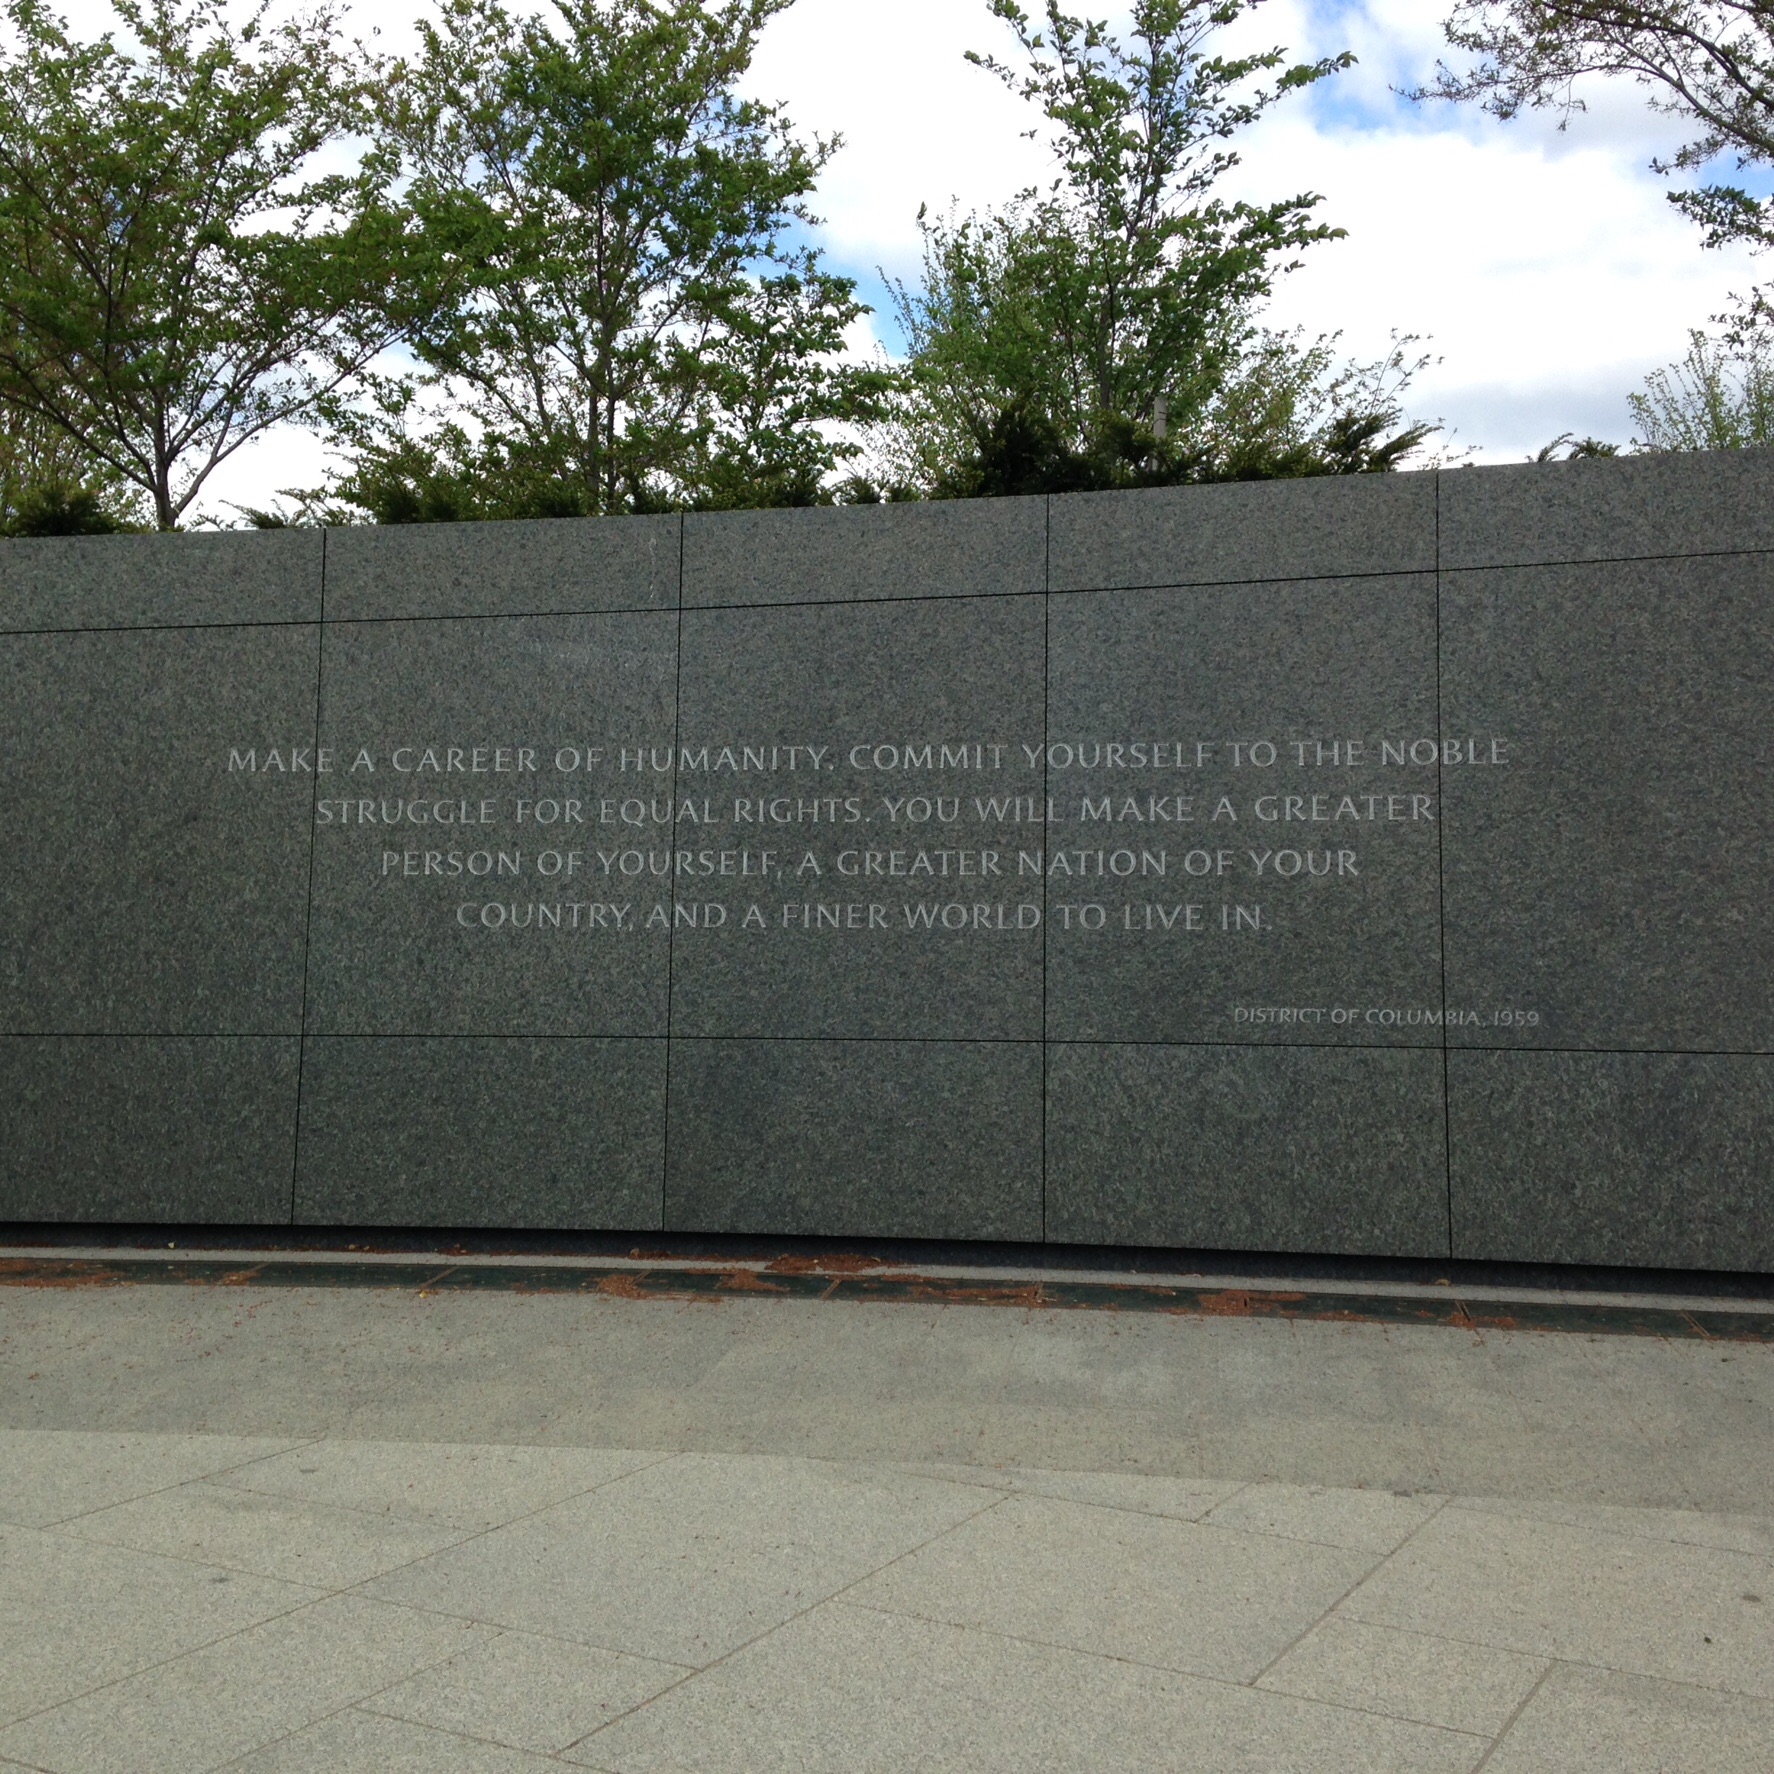 MAKE A CAREER OF HUMANITY. COMMIT YOURSELF TO THE NOBLE
STRUGGLE FOR EQUAL RIGHTS. YOU WILL MAKE A GREATER
PERSON OF YOURSELF, A GREATER NATION OF YOUR
COUNTRY, AND A FINER WORLD TO LIVE IN.
DISTRICT OF COLUMBIA, 1959